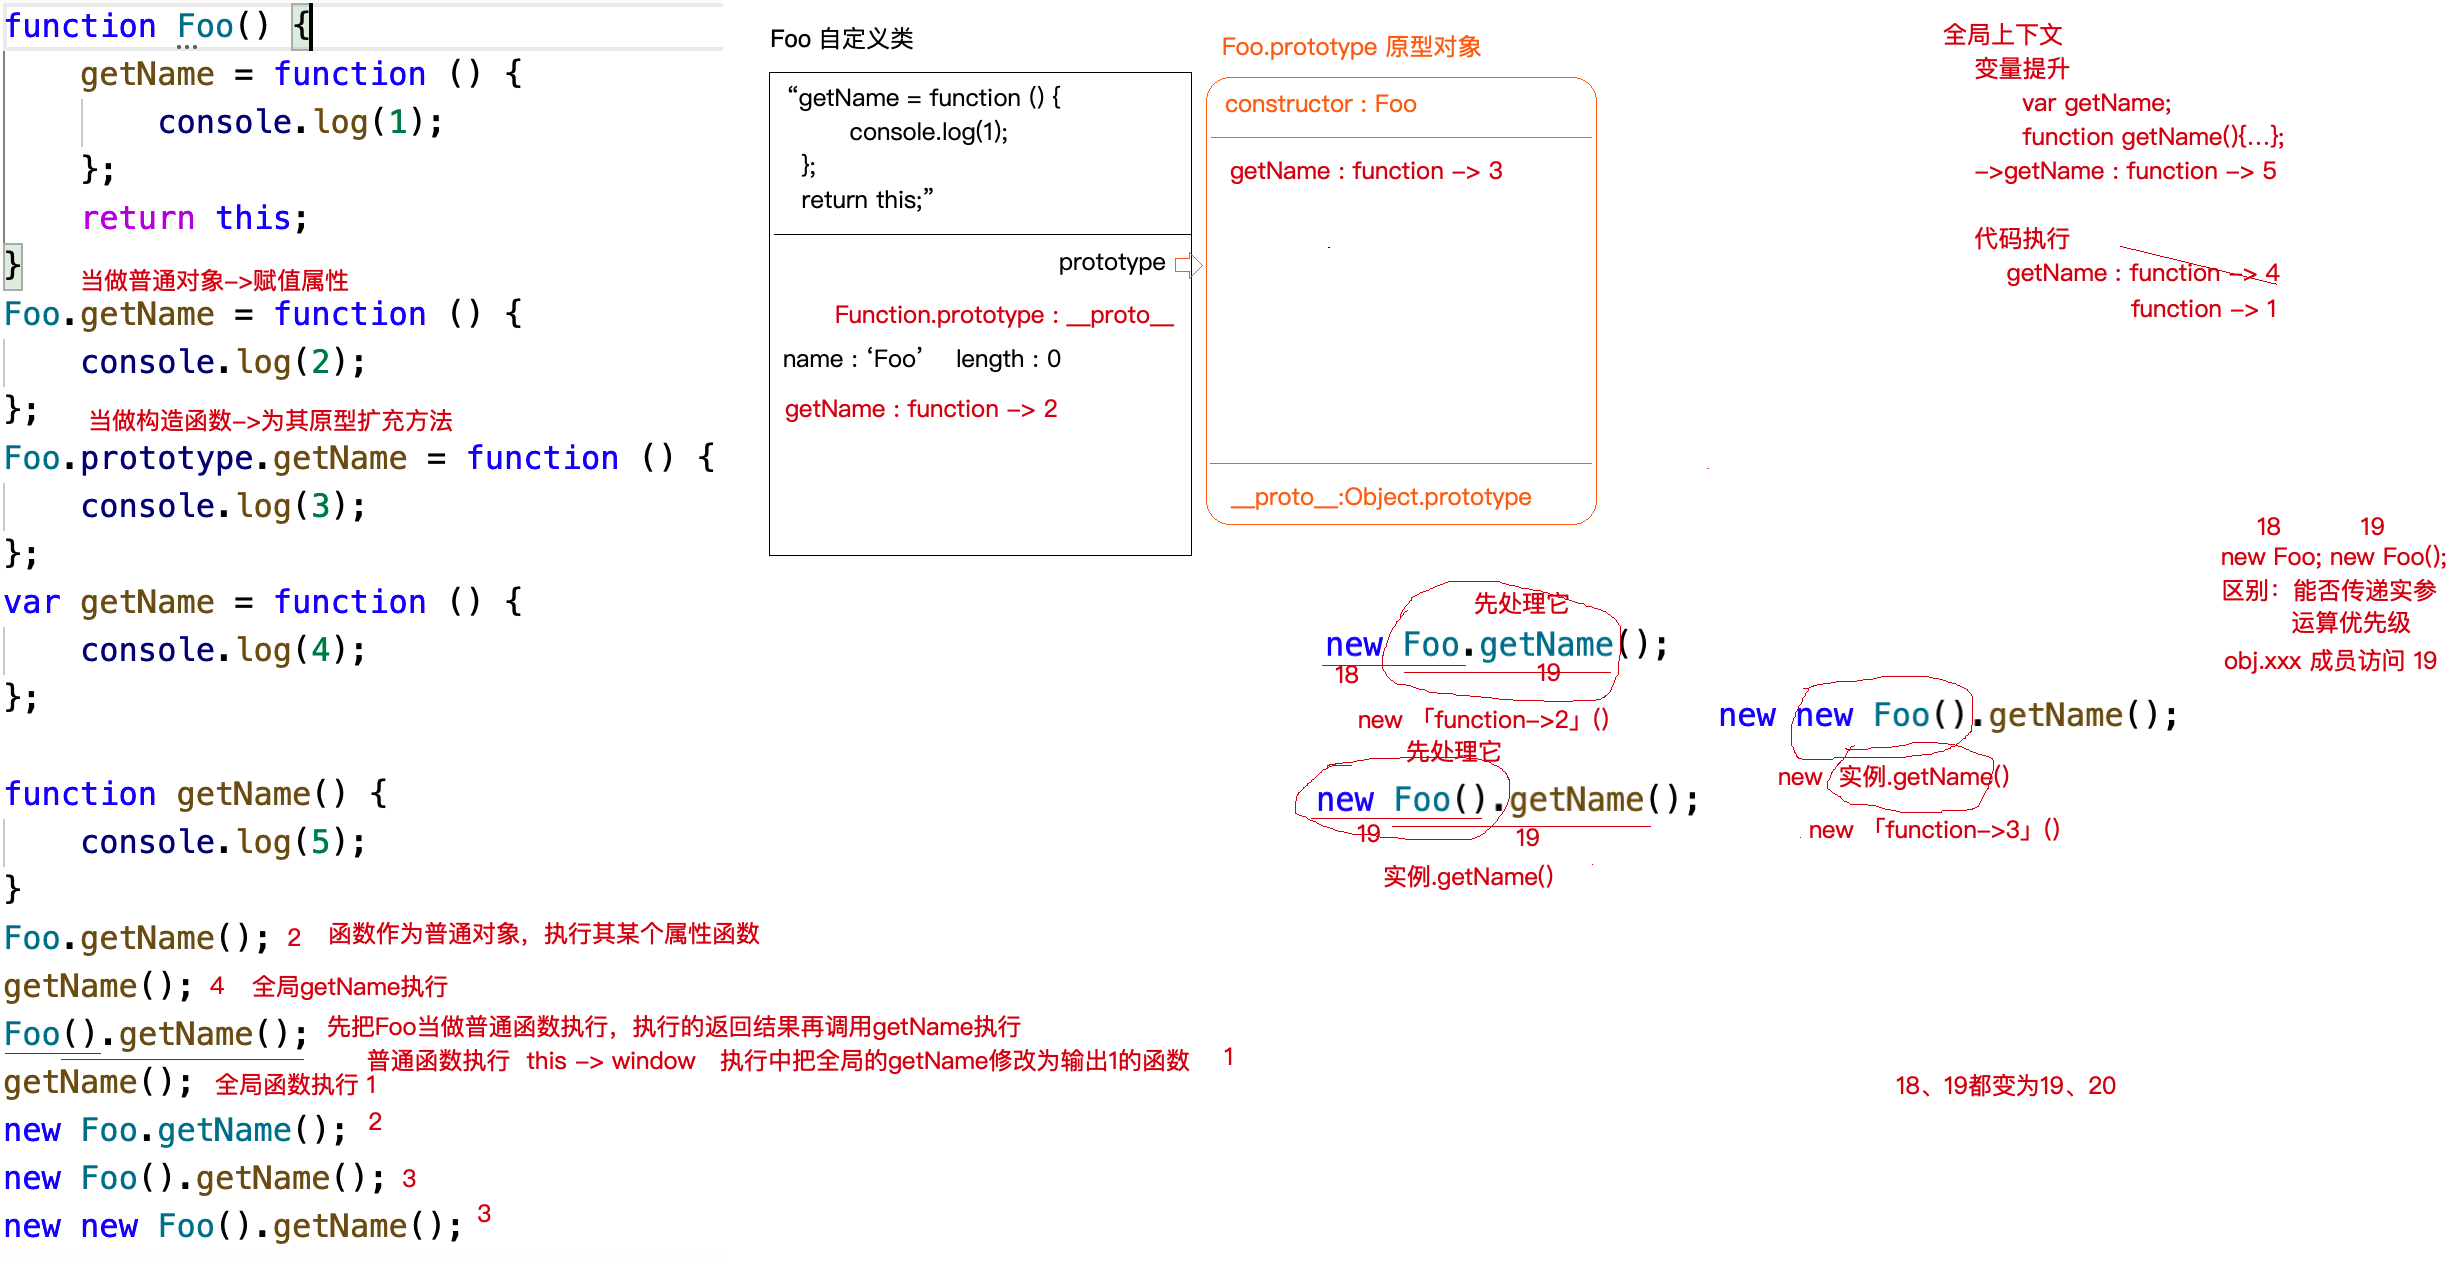 function Foo() {
    getName = function () {
        console.log(1);
    };
    return this;
}
当做普通对象->赋值属性
Foo.getName = function () {
    console.log(2);
};
当做构造函数->为其原型扩充方法
Foo.prototype.getName = function () {
    console.log(3);
};
var getName = function () {
    console.log(4);
};
function getName() {
    console.log(5);
}
Foo.getName(); 2 函数作为普通对象，执行其某个属性函数
getName(); 4 全局getName执行
Foo().getName(); 先把Foo当做普通函数执行，执行的返回结果再调用getName执行
普通函数执行 this -> window 执行中把全局的getName修改为输出1的函数 1
getName(); 全局函数执行 1
new Foo.getName(); 2
new Foo().getName(); 3
new new Foo().getName(); 3
Foo 自定义类
“getName = function () {
console.log(1);
};
return this;”
prototype
Function.prototype : __proto__
name : ‘Foo’ length : 0
getName : function -> 2
Foo.prototype 原型对象
constructor : Foo
getName : function -> 3
__proto__:Object.prototype
全局上下文
变量提升
var getName;
function getName(){...};
->getName : function -> 5
代码执行
getName : function -> 4
function -> 1
先处理它
new Foo.getName();
18 19
new 「function->2」()
先处理它
new Foo().getName();
19 19
实例.getName()
new new Foo().getName();
new 实例.getName()
new 「function->3」()
18 19
new Foo; new Foo();
区别：能否传递实参
运算优先级
obj.xxx 成员访问 19
18、19都变为19、20